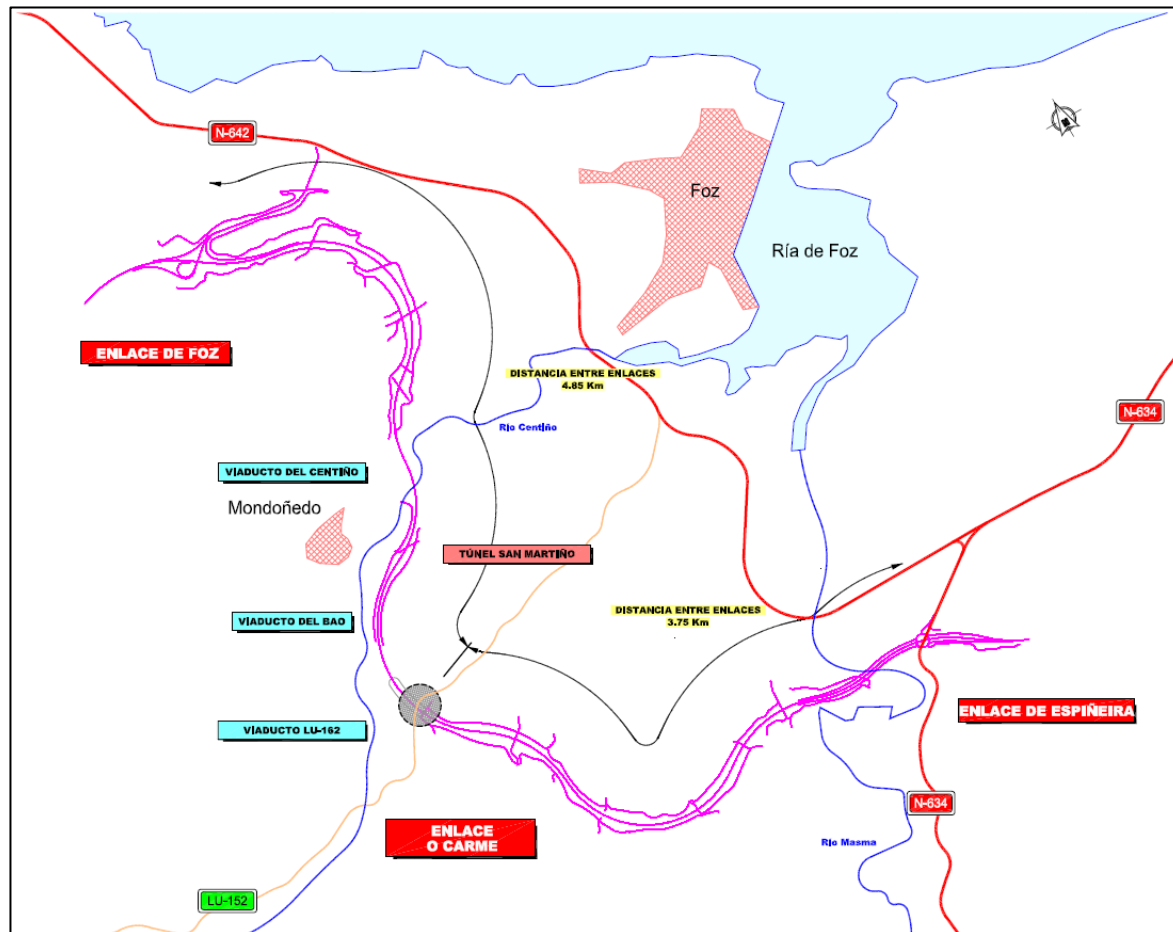 N-642
Foz
Ría de Foz
ENLACE DE FOZ
DISTANCIA ENTRE ENLACES
4.85 Km
N-634
Rio Centiño
VIADUCTO DEL CENTIÑO
Mondoñedo
TÚNEL SAN MARTIÑO
DISTANCIA ENTRE ENLACES
3.75 Km
VIADUCTO DEL BAO
ENLACE DE ESPIÑEIRA
VIADUCTO LU-162
N-634
ENLACE
O CARME
Rio Masma
LU-152